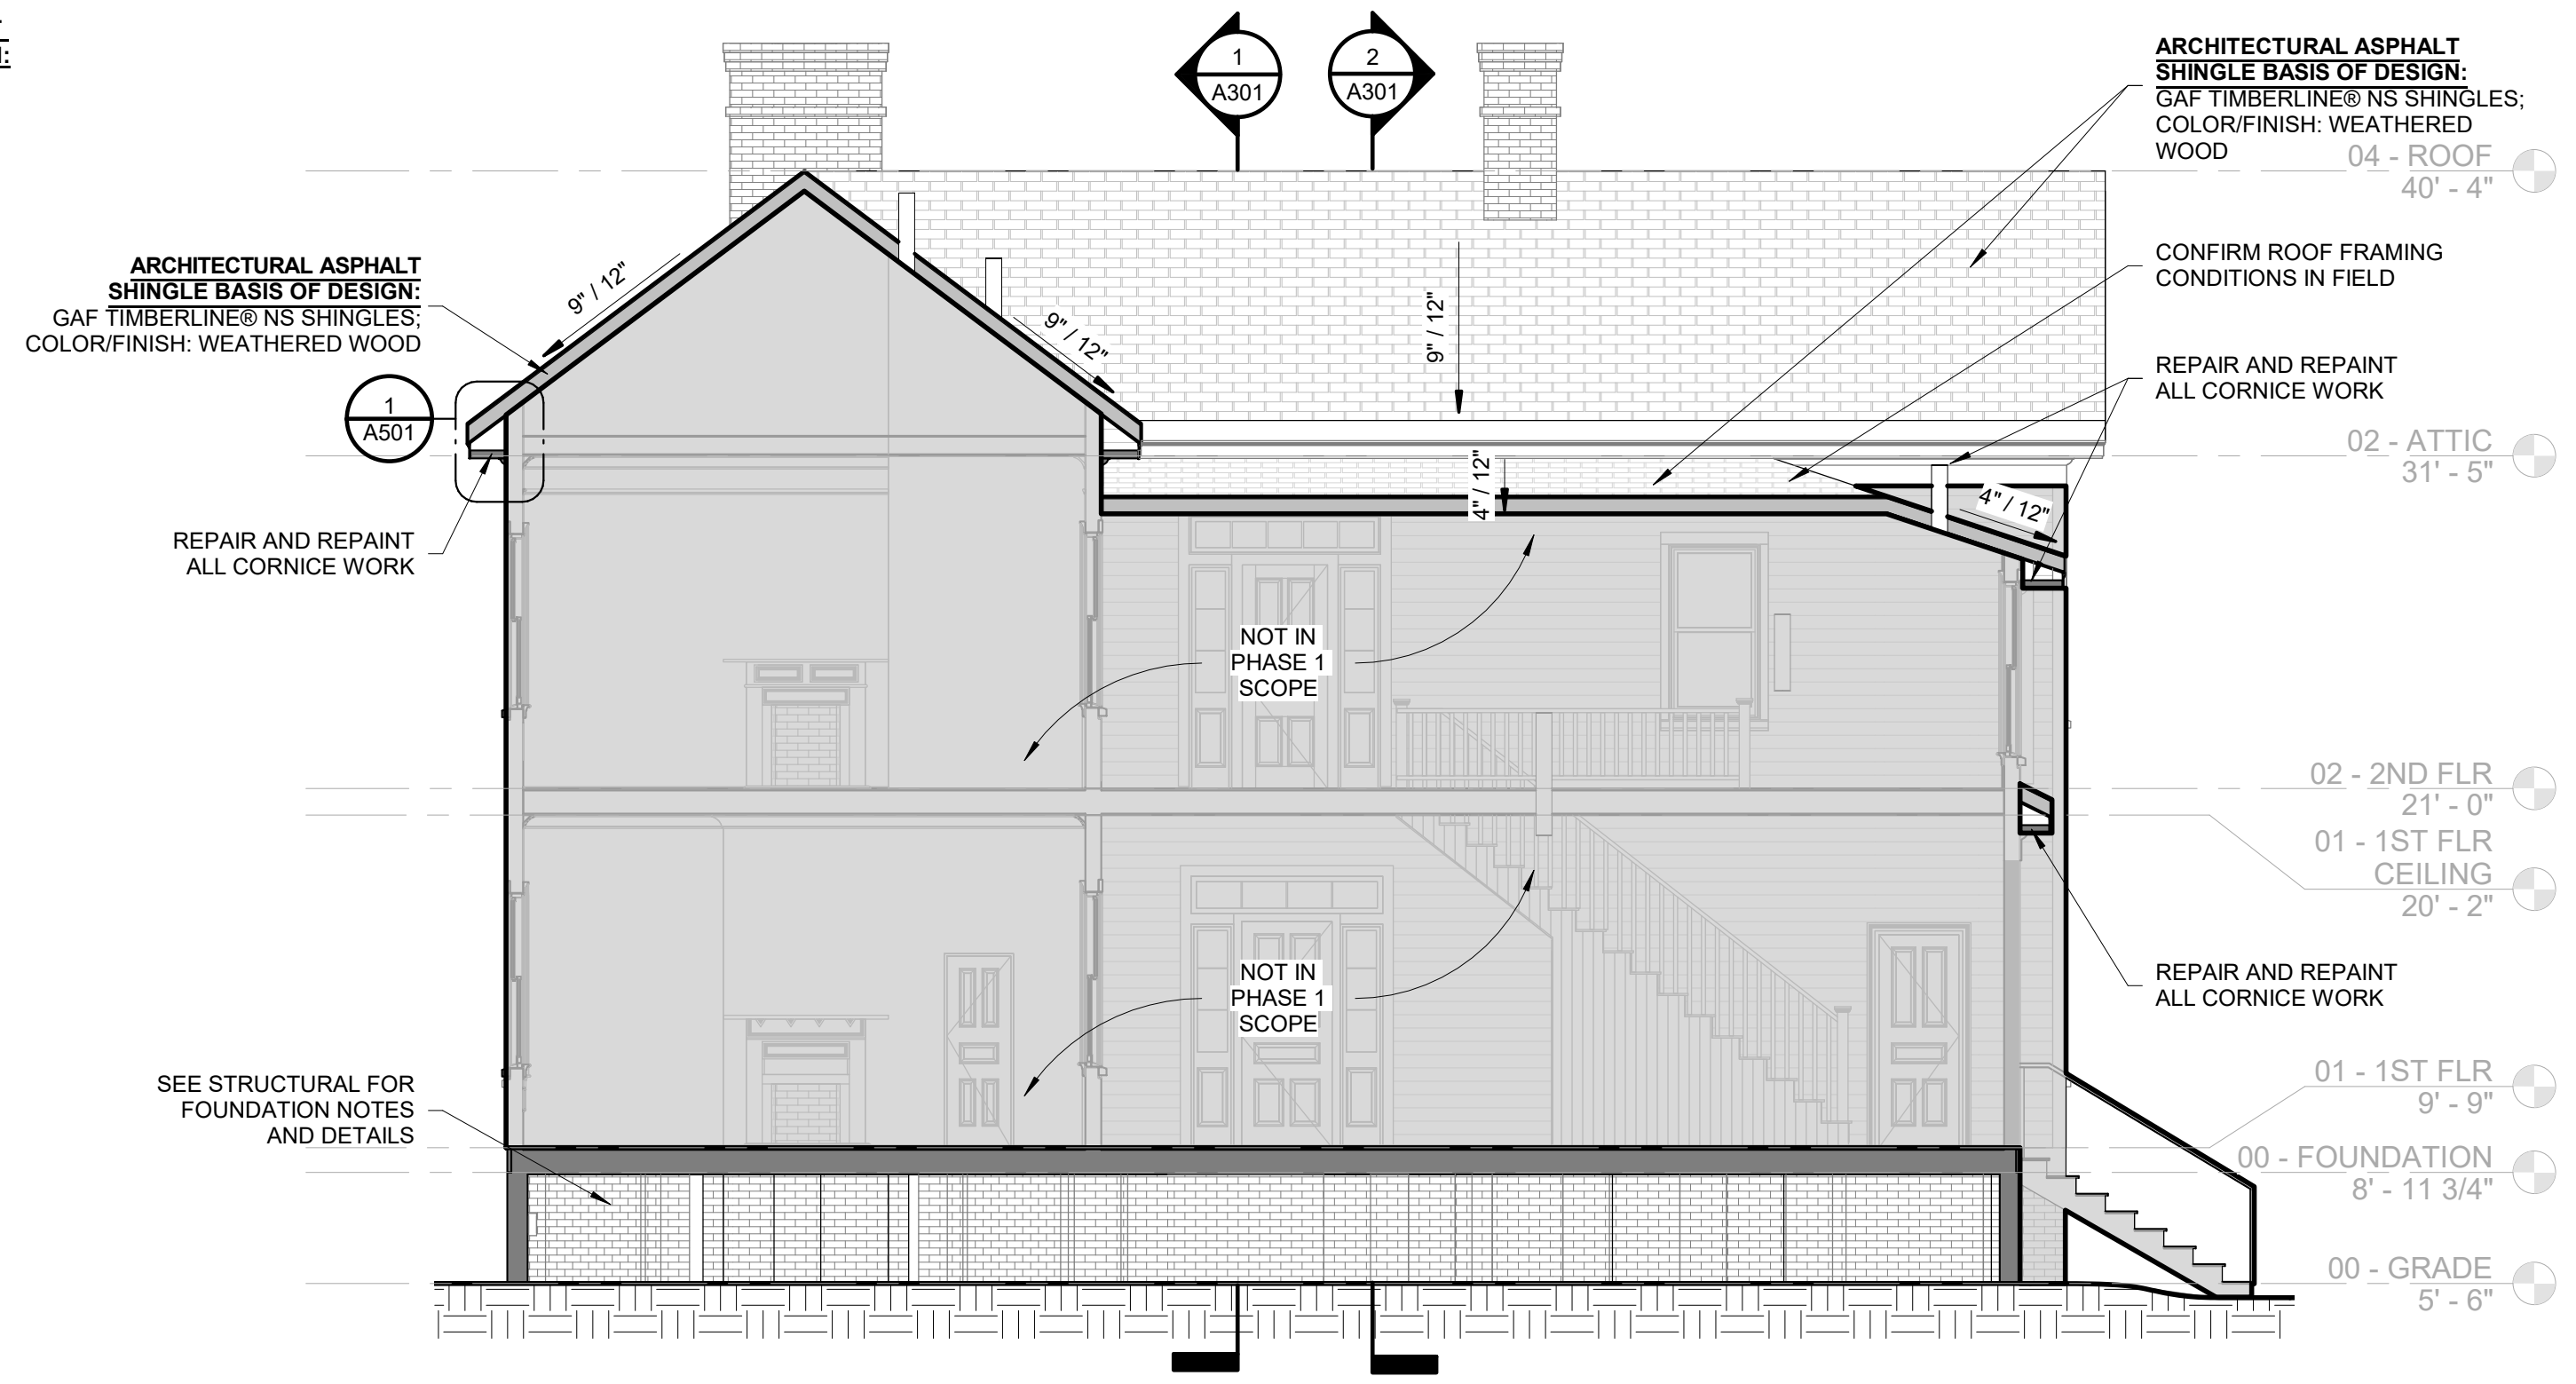 1
A301
2
A301
ARCHITECTURAL ASPHALT
SHINGLE BASIS OF DESIGN:
GAF TIMBERLINE® NS SHINGLES;
COLOR/FINISH: WEATHERED
WOOD
04 - ROOF
40' - 4"
CONFIRM ROOF FRAMING
CONDITIONS IN FIELD
ARCHITECTURAL ASPHALT
SHINGLE BASIS OF DESIGN:
GAF TIMBERLINE® NS SHINGLES;
COLOR/FINISH: WEATHERED WOOD
9" / 12"
9" / 12"
9" / 12"
REPAIR AND REPAINT
ALL CORNICE WORK
1
A501
02 - ATTIC
31' - 5"
4" / 12"
4" / 12"
REPAIR AND REPAINT
ALL CORNICE WORK
NOT IN
PHASE 1
SCOPE
02 - 2ND FLR
21' - 0"
01 - 1ST FLR
CEILING
20' - 2"
NOT IN
PHASE 1
SCOPE
REPAIR AND REPAINT
ALL CORNICE WORK
SEE STRUCTURAL FOR
FOUNDATION NOTES
AND DETAILS
01 - 1ST FLR
9' - 9"
00 - FOUNDATION
8' - 11 3/4"
00 - GRADE
5' - 6"